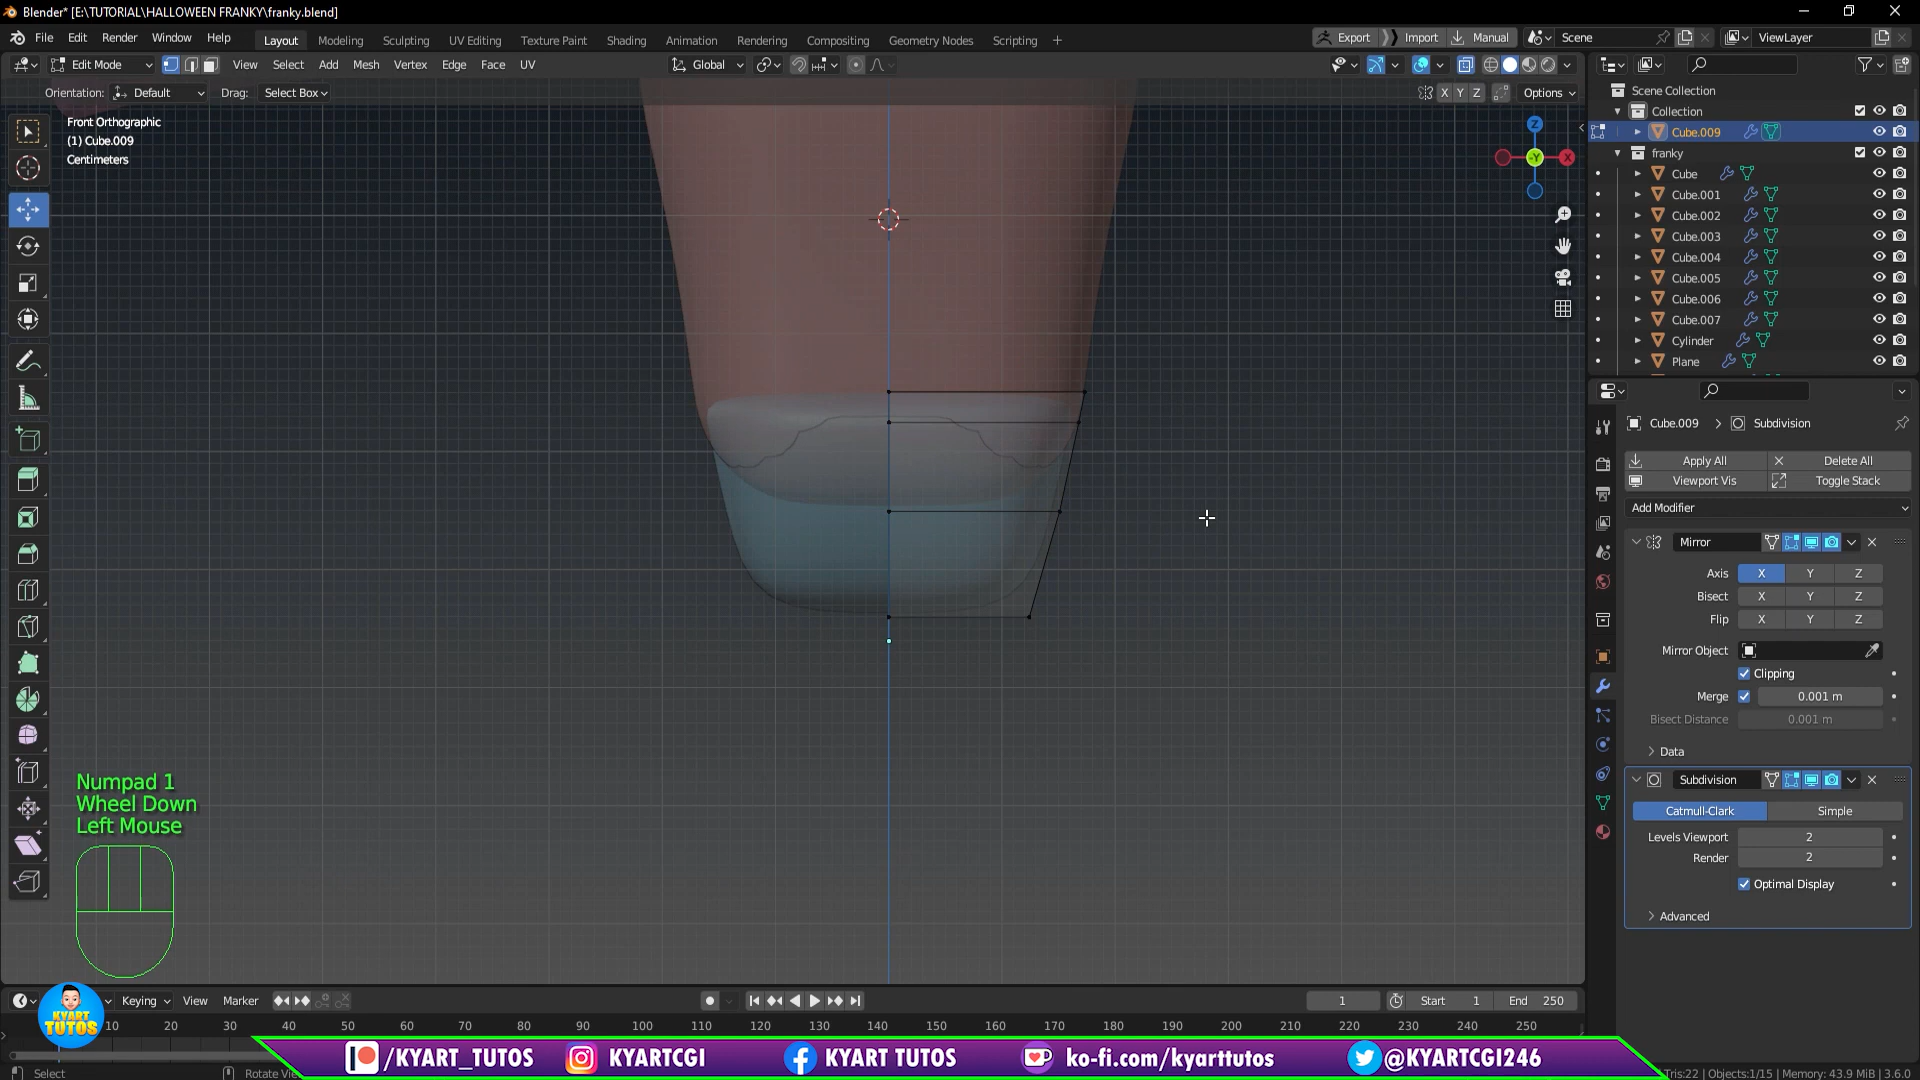 Blender* [E:\TUTORIAL\HALLOWEEN FRANKY\franky.blend]
File Edit Render Window Help
Layout Modeling Sculpting UV Editing Texture Paint Shading Animation Rendering Compositing Geometry Nodes Scripting +
Export Import Manual Scene ViewLayer
Edit Mode View Select Add Mesh Vertex Edge Face UV Global
Orientation: Default Drag: Select Box X Y Z Options
Front Orthographic
(1) Cube.009
Centimeters
Z
-Y
X
Scene Collection
Collection
Cube.009
franky
Cube
Cube.001
Cube.002
Cube.003
Cube.004
Cube.005
Cube.006
Cube.007
Cylinder
Plane
Cube.009 > Subdivision
Apply All Delete All
Viewport Vis Toggle Stack
Add Modifier
Mirror
Axis X Y Z
Bisect X Y Z
Flip X Y Z
Mirror Object
Clipping
Merge 0.001 m
Bisect Distance 0.001 m
Data
Subdivision
Catmull-Clark Simple
Levels Viewport 2
Render 2
Optimal Display
Advanced
Numpad 1
Wheel Down
Left Mouse
Keying View Marker 1 Start 1 End 250
10 20 30 40 50 60 70 80 90 100 110 120 130 140 150 160 170 180 190 200 210 220 230 240 250
KYART
TUTOS
/KYART_TUTOS KYARTCGI KYART TUTOS ko-fi.com/kyarttutos @KYARTCGI246
Select Rotate Vie Tris:22 | Objects:1/15 | Memory: 43.9 MiB | 3.6.0